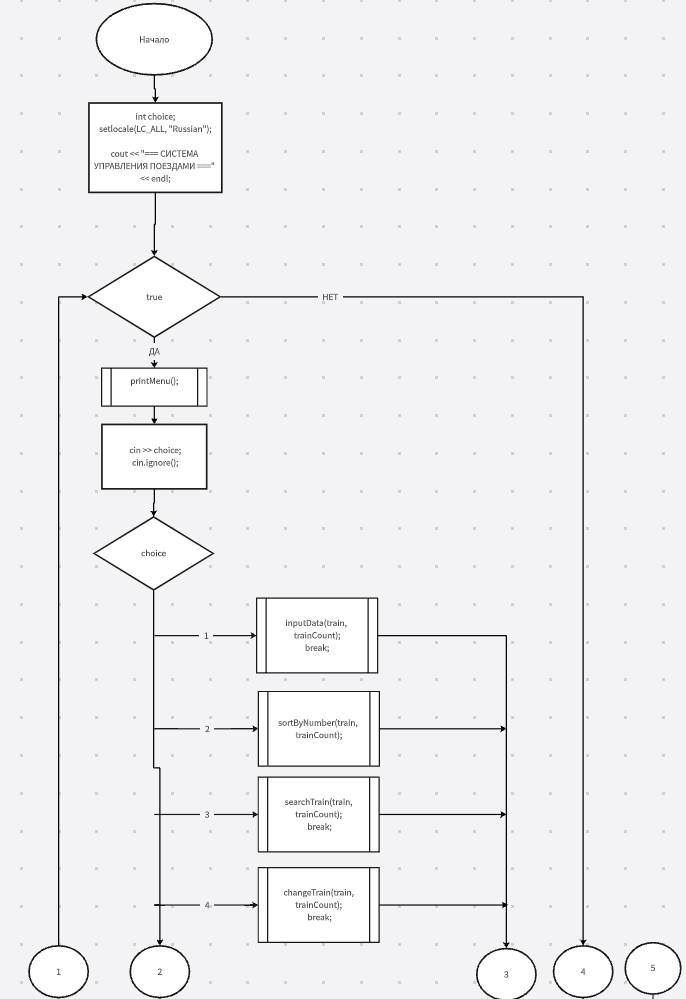 Начало
int choice;
setlocale(LC_ALL, "Russian");
cout << "=== СИСТЕМА
УПРАВЛЕНИЯ ПОЕЗДАМИ ==="
<< endl;
true
НЕТ
ДА
printMenu();
cin >> choice;
cin.ignore();
choice
1
inputData(train,
trainCount);
break;
2
sortByNumber(train,
trainCount);
3
searchTrain(train,
trainCount);
break;
4
changeTrain(train,
trainCount);
break;
1
2
3
4
5